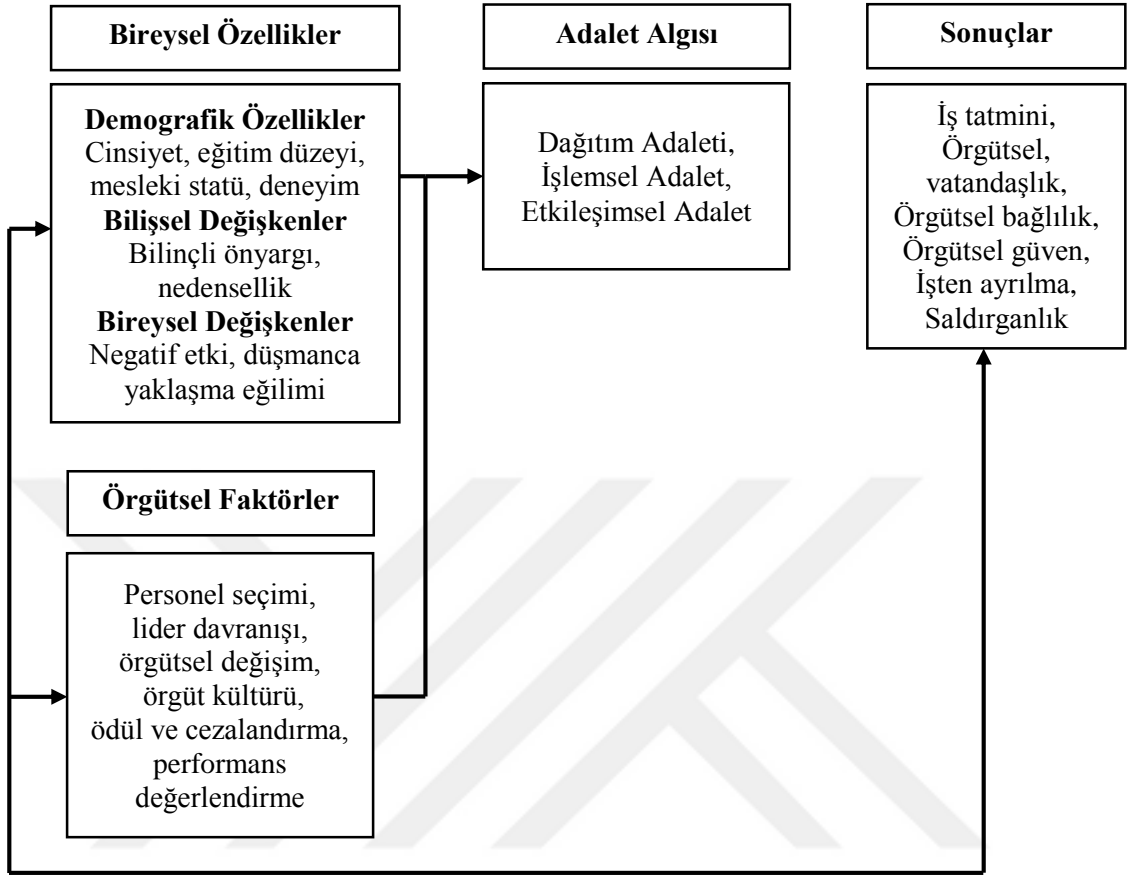 Bireysel Özellikler
Demografik Özellikler
Cinsiyet, eğitim düzeyi,
mesleki statü, deneyim
Bilişsel Değişkenler
Bilinçli önyargı,
nedensellik
Bireysel Değişkenler
Negatif etki, düşmanca
yaklaşma eğilimi
Örgütsel Faktörler
Personel seçimi,
lider davranışı,
örgütsel değişim,
örgüt kültürü,
ödül ve cezalandırma,
performans
değerlendirme
Adalet Algısı
Dağıtım Adaleti,
İşlemsel Adalet,
Etkileşimsel Adalet
Sonuçlar
İş tatmini,
Örgütsel,
vatandaşlık,
Örgütsel bağlılık,
Örgütsel güven,
İşten ayrılma,
Saldırganlık